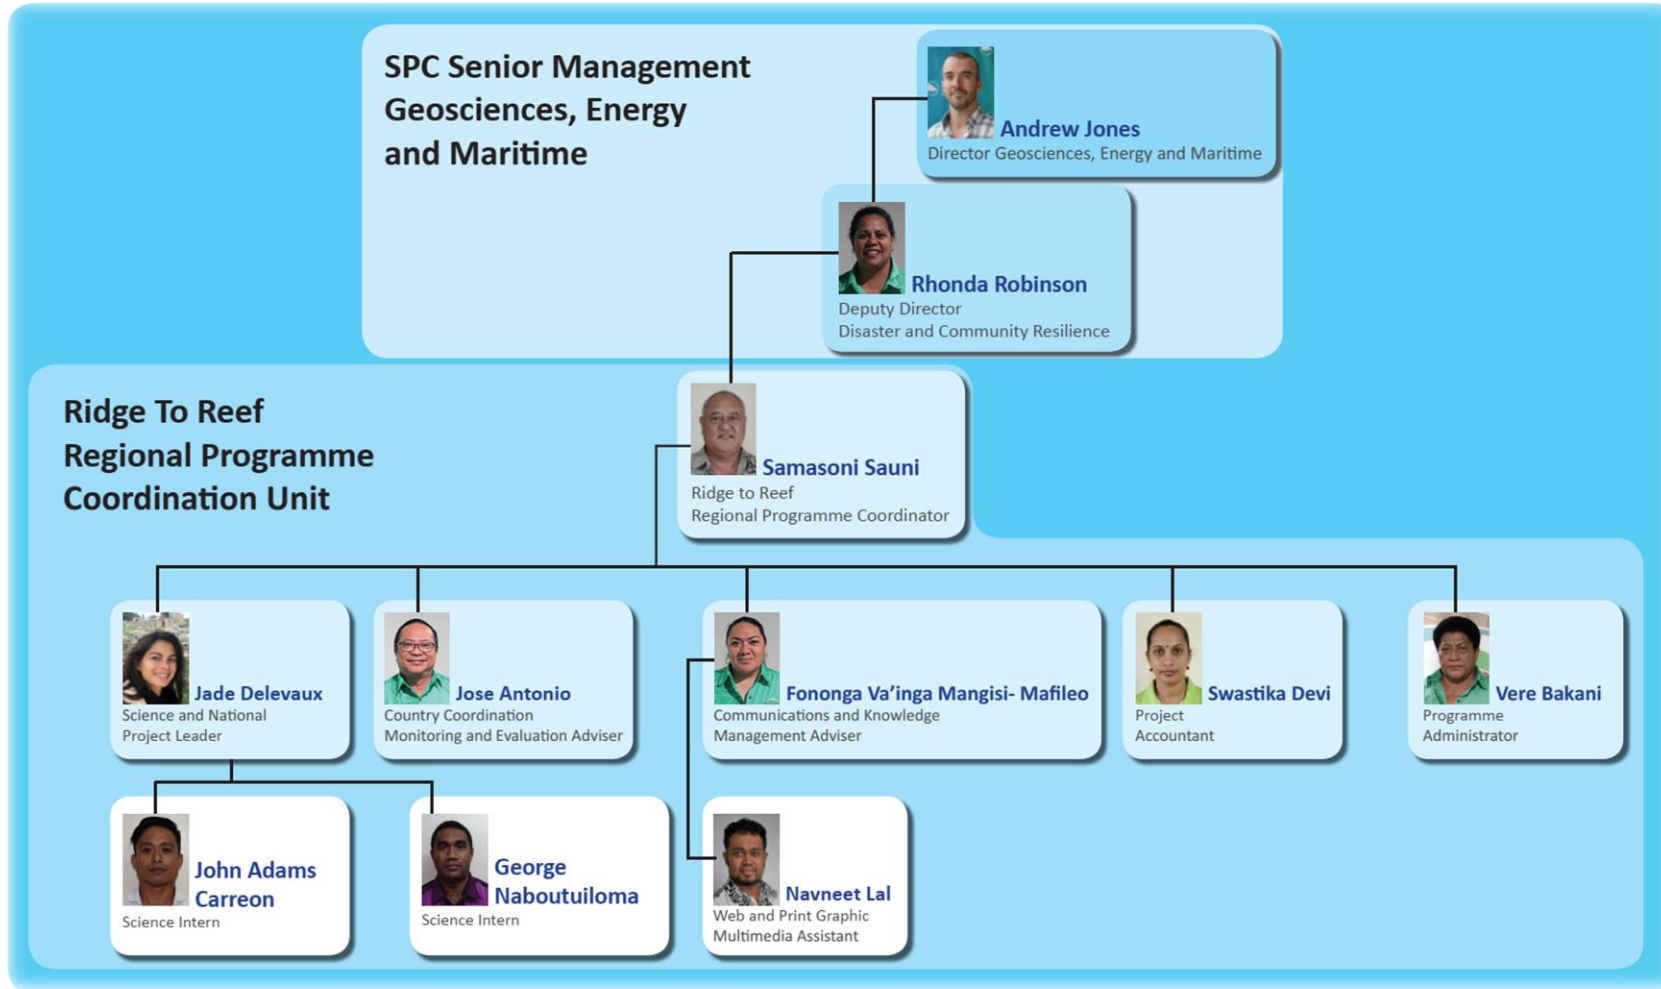 SPC Senior Management
Geosciences, Energy
and Maritime
Andrew Jones
Director Geosciences, Energy and Maritime
Rhonda Robinson
Deputy Director
Disaster and Community Resilience
Ridge To Reef
Regional Programme
Coordination Unit
Samasoni Sauni
Ridge to Reef
Regional Programme Coordinator
Jade Delevaux
Science and National
Project Leader
Jose Antonio
Country Coordination
Monitoring and Evaluation Adviser
Fononga Va’inga Mangisi- Mafileo
Communications and Knowledge
Management Adviser
Swastika Devi
Project
Accountant
Vere Bakani
Programme
Administrator
John Adams
Carreon
Science Intern
George
Naboutuiloma
Science Intern
Navneet Lal
Web and Print Graphic
Multimedia Assistant